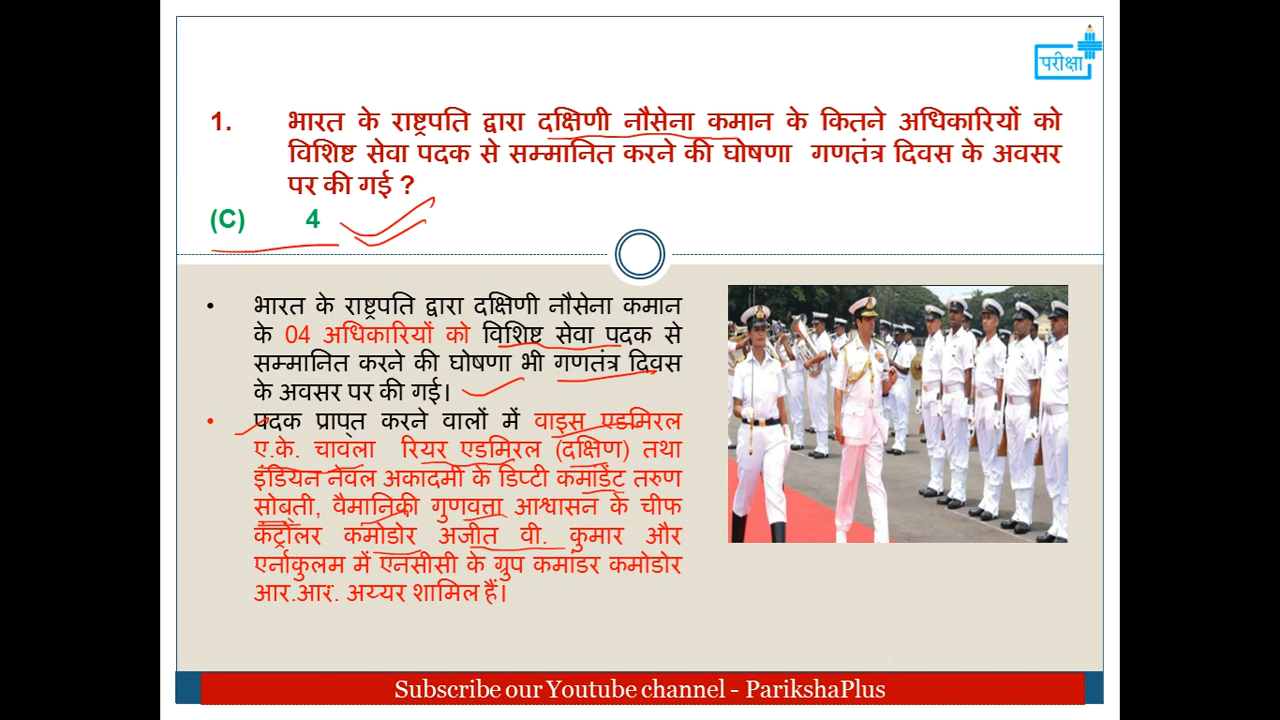 परीक्षा
1. भारत के राष्ट्रपति द्वारा दक्षिणी नौसेना कमान के कितने अधिकारियों को
विशिष्ट सेवा पदक से सम्मानित करने की घोषणा गणतंत्र दिवस के अवसर
पर की गई ?
(C) 4
• भारत के राष्ट्रपति द्वारा दक्षिणी नौसेना कमान
के 04 अधिकारियों को विशिष्ट सेवा पदक से
सम्मानित करने की घोषणा भी गणतंत्र दिवस
के अवसर पर की गई।
• पदक प्राप्त करने वालों में वाइस एडमिरल
ए.के. चावला रियर एडमिरल (दक्षिण) तथा
इंडियन नेवल अकादमी के डिप्टी कमांडेंट तरुण
सोब्ती, वैमानिकी गुणवत्ता आश्वासन के चीफ
कंट्रोलर कमोडोर अजीत वी. कुमार और
एर्नाकुलम में एनसीसी के ग्रुप कमांडर कमोडोर
आर.आर. अय्यर शामिल हैं।
Subscribe our Youtube channel - ParikshaPlus